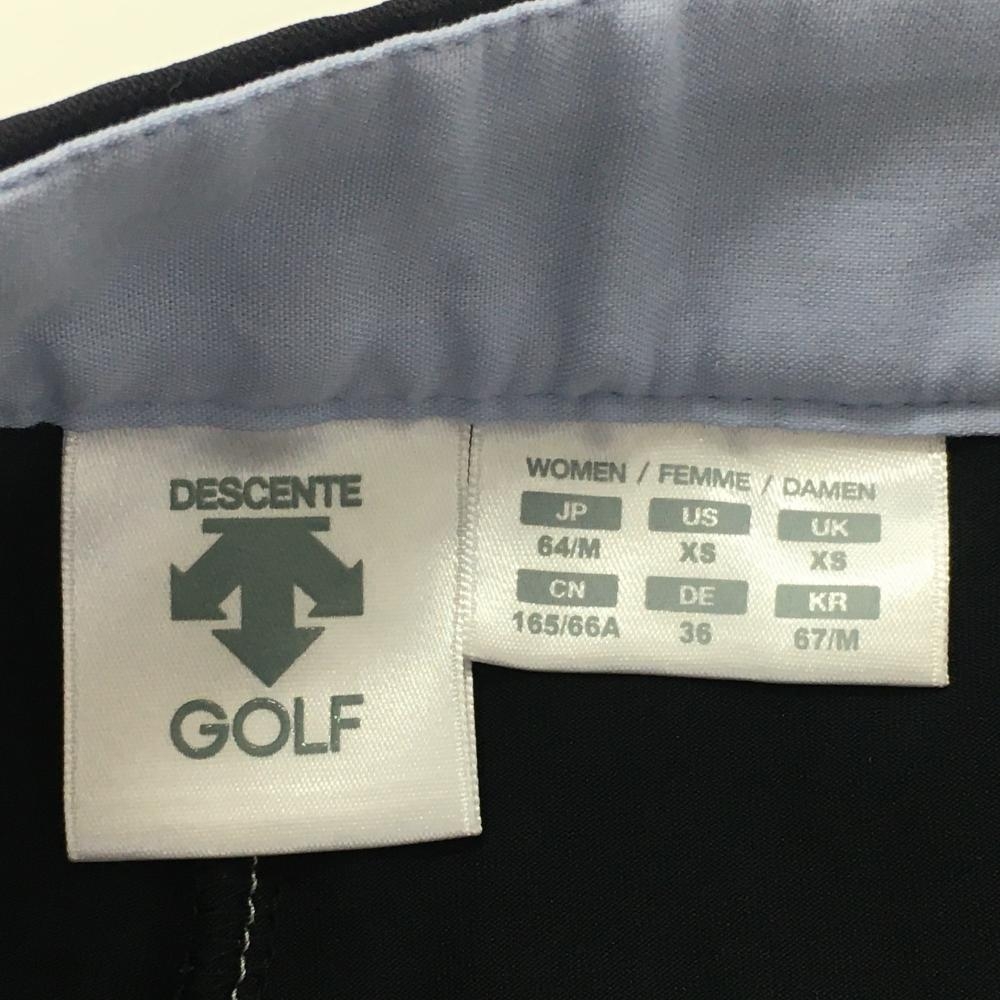 DESCENTE
GOLF
WOMEN / FEMME / DAMEN
JP US UK
64/M XS XS
CN DE KR
165/66A 36 67/M